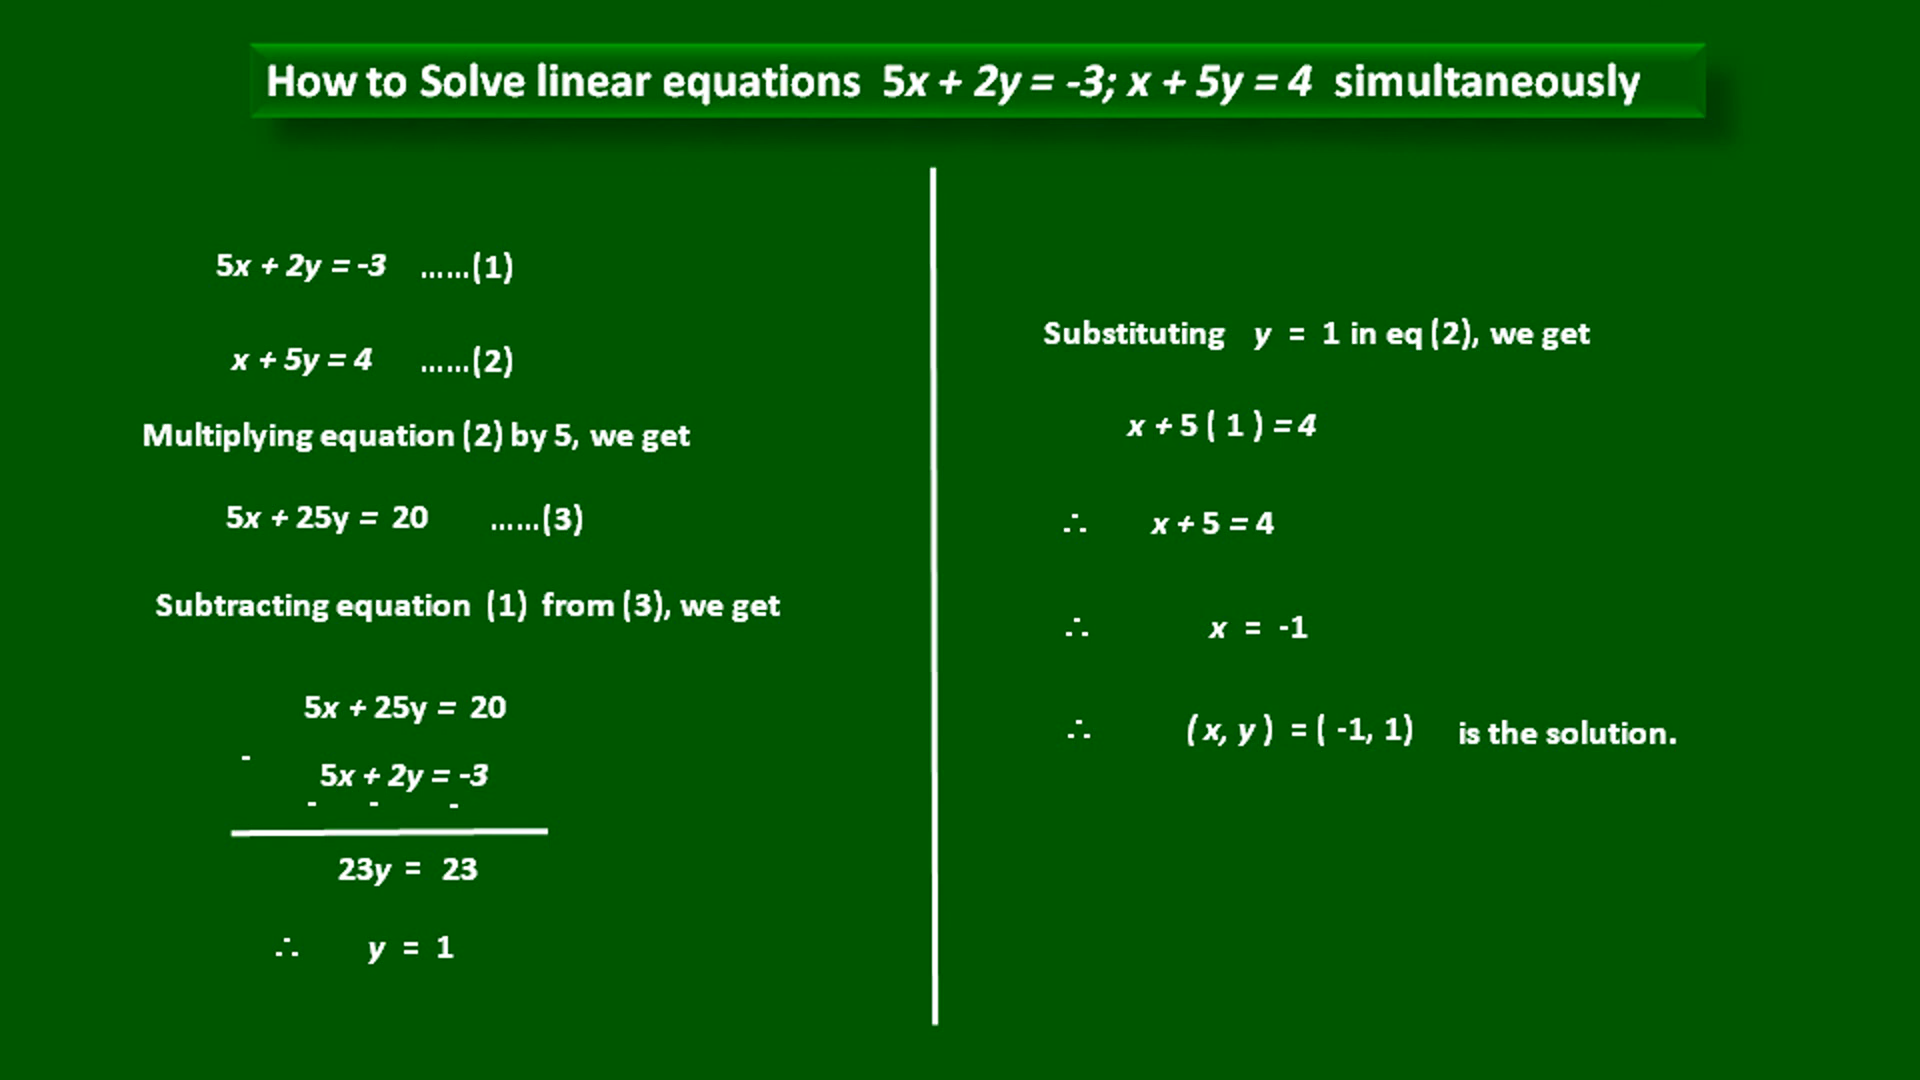 How to Solve linear equations 5x + 2y = -3; x + 5y = 4 simultaneously
5x + 2y = -3 ......(1)
x + 5y = 4 ......(2)
Multiplying equation (2) by 5, we get
5x + 25y = 20 ......(3)
Subtracting equation (1) from (3), we get
5x + 25y = 20
-
5x + 2y = -3
- - -
23y = 23
∴ y = 1
Substituting y = 1 in eq (2), we get
x + 5 ( 1 ) = 4
∴ x + 5 = 4
∴ x = -1
∴ ( x, y ) = ( -1, 1) is the solution.